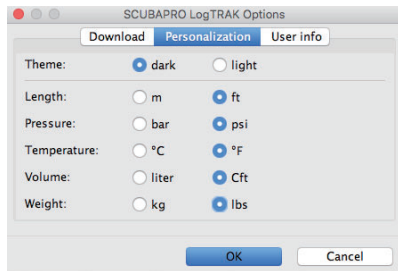 SCUBAPRO LogTRAK Options
Download Personalization User info
Theme: dark light
Length: m ft
Pressure: bar psi
Temperature: °C °F
Volume: liter Cft
Weight: kg lbs
OK Cancel